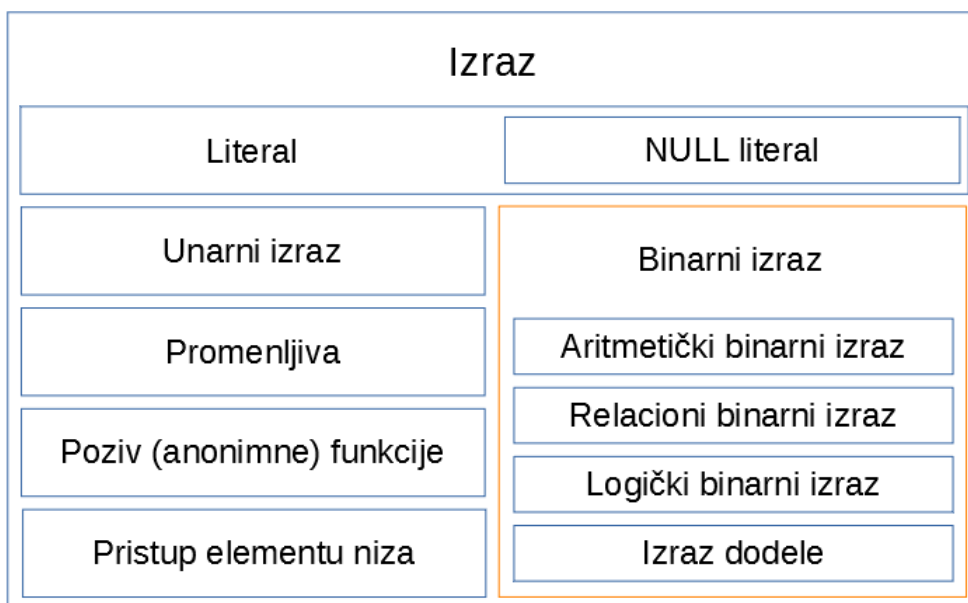 Izraz
Literal
NULL literal
Unarni izraz
Promenljiva
Poziv (anonimne) funkcije
Pristup elementu niza
Binarni izraz
Aritmetički binarni izraz
Relacioni binarni izraz
Logički binarni izraz
Izraz dodele